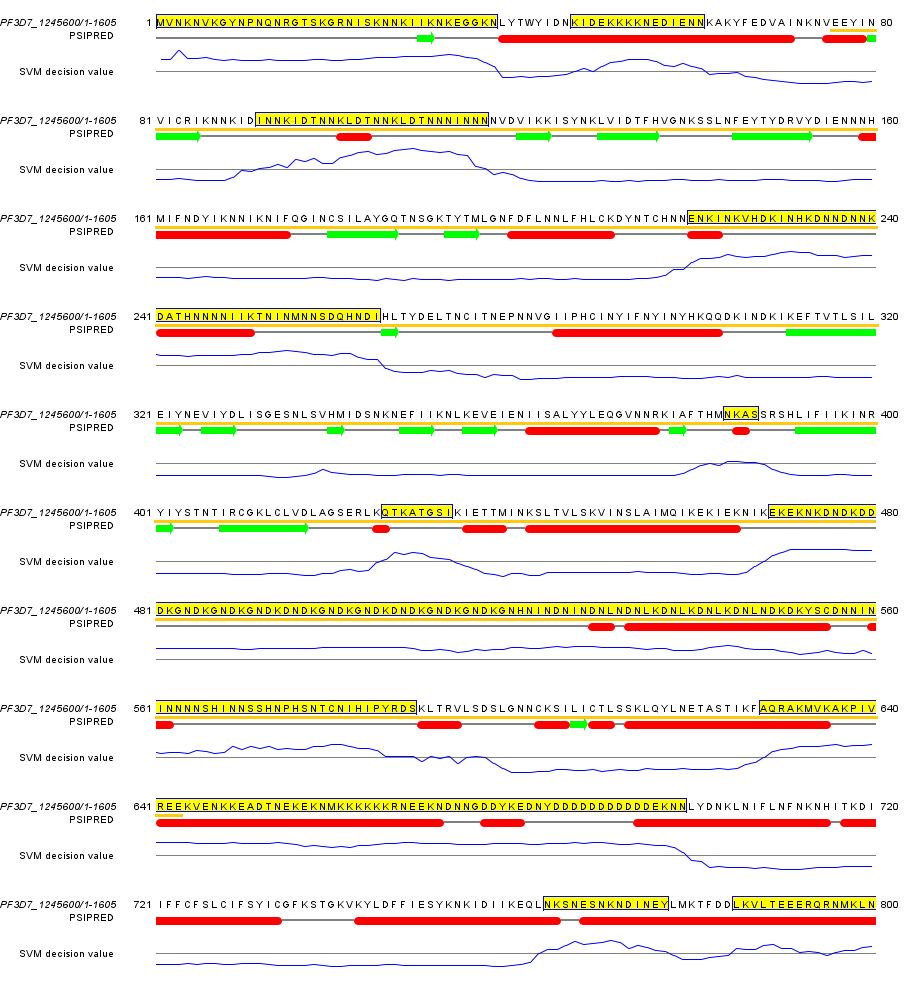 PF3D7_1245600/1-1605 1 MVNKNVKGYNPNQNRGTSKGRNISKNNKIIKNKEGGKNLYTWYIDNKIDEKKKKNEDIENNKAKYFEDVAINKNVEEYIN 80
PSIPRED
SVM decision value
PF3D7_1245600/1-1605 81 VICRIKNNKIDINNKIDTNNKLDTNNKLDTNNNINNNNVDVIKKISYNKLVIDTFHVGNKSSLNFEYTYDRVYDIENNNH 160
PSIPRED
SVM decision value
PF3D7_1245600/1-1605 161 MIFNDYIKNNIKNIFQGINCSILAYGQTNSGKTYTMLGNFDFLNNLFHLCKDYNTCHNNENKINKVHDKINHKDNNDNNK 240
PSIPRED
SVM decision value
PF3D7_1245600/1-1605 241 DATHNNNNIIKTNINMNNSDQHNDIHLTYDELTNCITNEPNNVGIIPHCINYIFNYINYHKQQDKINDKIKEFTVTLSIL 320
PSIPRED
SVM decision value
PF3D7_1245600/1-1605 321 EIYNEVIYDLISGESNLSVHMIDSNKNEFIIKNLKEVEIENIISALYYLEQGVNNRKIAFTHMNKASSRSHLIFIIKINR 400
PSIPRED
SVM decision value
PF3D7_1245600/1-1605 401 YIYSTNTIRCGKLCLVDLAGSERLKQTKATGSIKIETTMINKSLTVLSKVINSLAIMQIKEKIEKNIKEKEKNKDNDKDD 480
PSIPRED
SVM decision value
PF3D7_1245600/1-1605 481 DKGNDKGNDKGNDKDNDKGNDKGNDKDNDKGNDKGNDKGNHNINDNINDNLNDNLKDNLKDNLKDNLNDKDKYSCDNNIN 560
PSIPRED
SVM decision value
PF3D7_1245600/1-1605 561 INNNNSHINNSSHNPHSNTCNIHIPYRDSKLTRVLSDSLGNNCKSILICTLSSKLQYLNETASTIKFAQRAKMVKAKPIV 640
PSIPRED
SVM decision value
PF3D7_1245600/1-1605 641 REEKVENKKEADTNEKEKNMKKKKKKRNEEKNDNNGDDYKEDNYDDDDDDDDDDDEKNNLYDNKLNIFLNFNKNHITKDI 720
PSIPRED
SVM decision value
PF3D7_1245600/1-1605 721 IFFCFSLCIFSYICGFKSTGKVKYLDFFIESYKNKIDIIKEQLNKSNESNKNDINEYLMKTFDDLKVLTEEERQRNMKLN 800
PSIPRED
SVM decision value